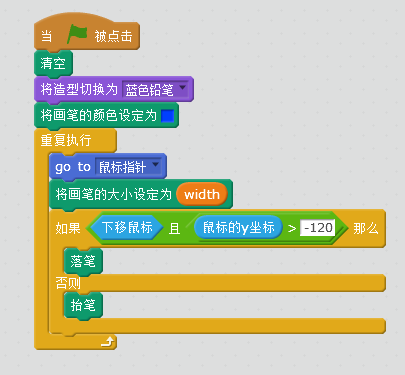 当 被点击
清空
将造型切换为 蓝色铅笔
将画笔的颜色设定为
重复执行
go to 鼠标指针
将画笔的大小设定为 width
如果 下移鼠标 且 鼠标的y坐标 > -120 那么
落笔
否则
抬笔